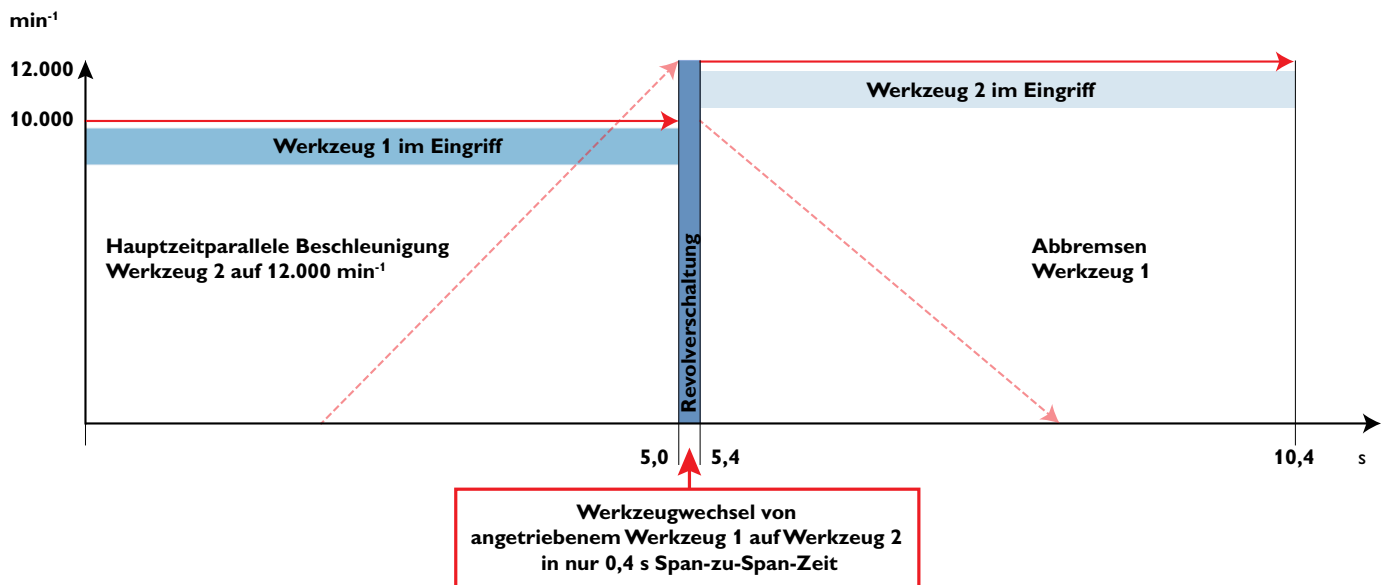 min⁻¹
12.000
10.000
Werkzeug 1 im Eingriff
Werkzeug 2 im Eingriff
Hauptzeitparallele Beschleunigung
Werkzeug 2 auf 12.000 min⁻¹
Revolverschaltung
Abbremsen
Werkzeug 1
5,0
5,4
10,4
s
Werkzeugwechsel von
angetriebenem Werkzeug 1 auf Werkzeug 2
in nur 0,4 s Span-zu-Span-Zeit